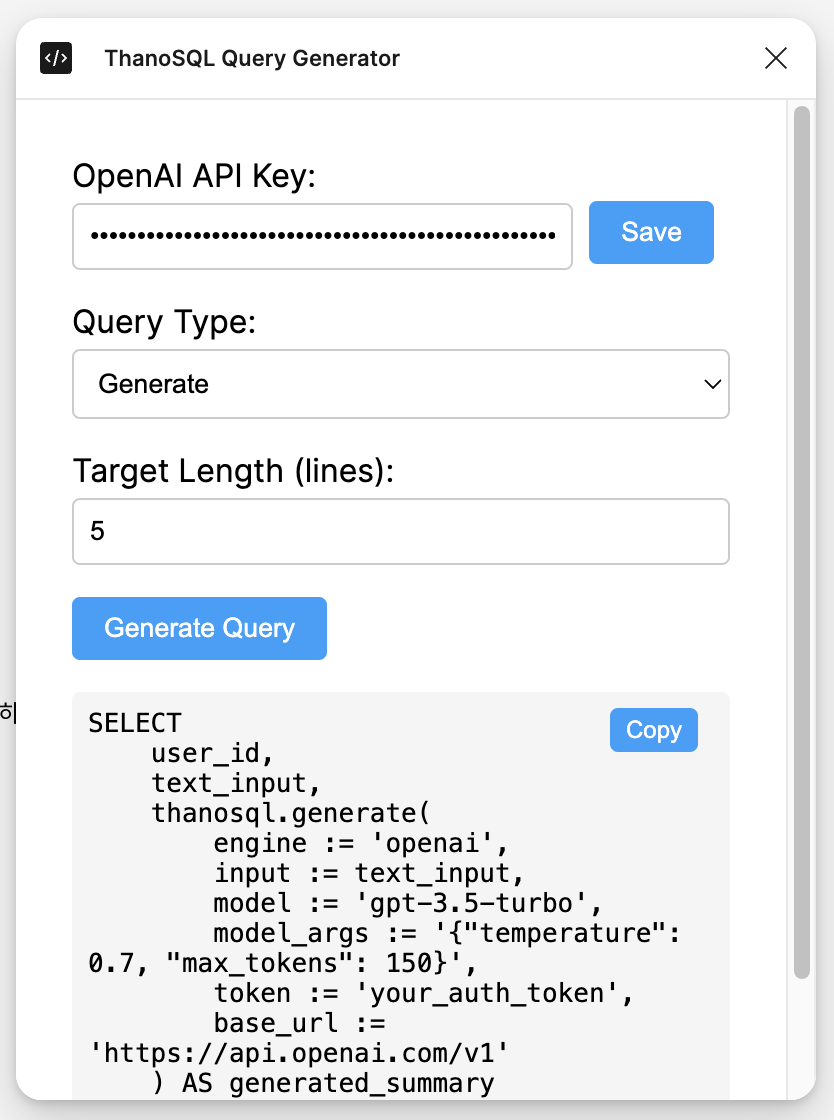 </> ThanoSQL Query Generator
OpenAI API Key:
••••••••••••••••••••••••••••••••••••••••••••••••••• Save
Query Type:
Generate
Target Length (lines):
5
Generate Query
Copy
SELECT
    user_id,
    text_input,
    thanosql.generate(
        engine := 'openai',
        input := text_input,
        model := 'gpt-3.5-turbo',
        model_args := '{"temperature":
0.7, "max_tokens": 150}',
        token := 'your_auth_token',
        base_url :=
'https://api.openai.com/v1'
    ) AS generated_summary